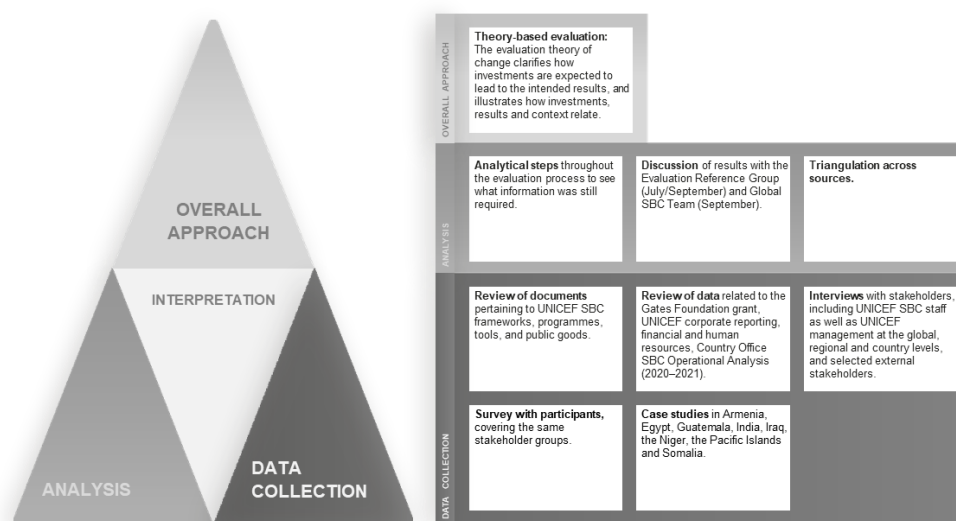 OVERALL
APPROACH
INTERPRETATION
ANALYSIS
DATA
COLLECTION
OVERALL APPROACH
Theory-based evaluation:
The evaluation theory of
change clarifies how
investments are expected to
lead to the intended results, and
illustrates how investments,
results and context relate.
ANALYSIS
Analytical steps throughout
the evaluation process to see
what information was still
required.
Discussion of results with the
Evaluation Reference Group
(July/September) and Global
SBC Team (September).
Triangulation across
sources.
DATA COLLECTION
Review of documents
pertaining to UNICEF SBC
frameworks, programmes,
tools, and public goods.
Review of data related to the
Gates Foundation grant,
UNICEF corporate reporting,
financial and human
resources, Country Office
SBC Operational Analysis
(2020–2021).
Interviews with stakeholders,
including UNICEF SBC staff
as well as UNICEF
management at the global,
regional and country levels,
and selected external
stakeholders.
Survey with participants,
covering the same
stakeholder groups.
Case studies in Armenia,
Egypt, Guatemala, India, Iraq,
the Niger, the Pacific Islands
and Somalia.